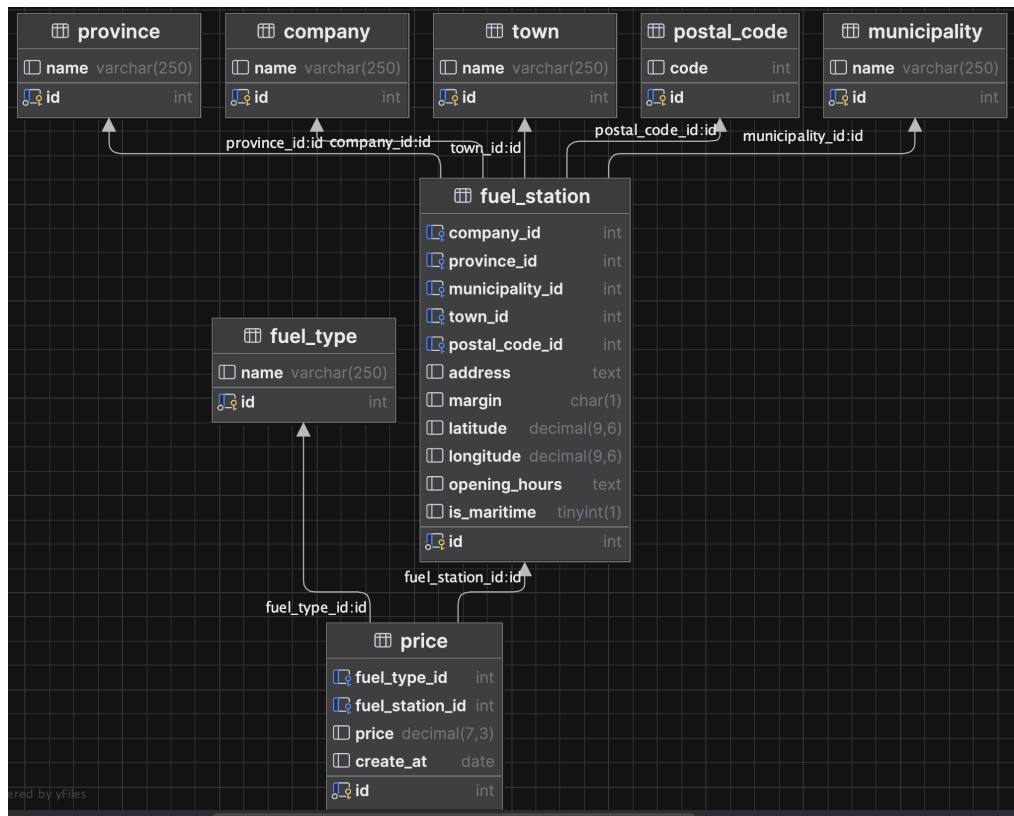 province
name varchar(250)
id int
company
name varchar(250)
id int
town
name varchar(250)
id int
postal_code
code int
id int
municipality
name varchar(250)
id int
province_id:id
company_id:id
town_id:id
postal_code_id:id
municipality_id:id
fuel_station
company_id int
province_id int
municipality_id int
town_id int
postal_code_id int
address text
margin char(1)
latitude decimal(9,6)
longitude decimal(9,6)
opening_hours text
is_maritime tinyint(1)
id int
fuel_type
name varchar(250)
id int
fuel_station_id:id
fuel_type_id:id
price
fuel_type_id int
fuel_station_id int
price decimal(7,3)
create_at date
id int
ered by yFiles